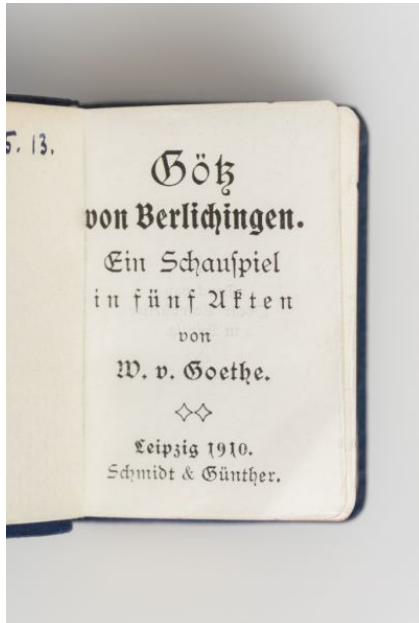 5. 13.
Götz
von Berlichingen.
Ein Schauſpiel
in fünf Akten
von
W. v. Goethe.
Leipzig 1910.
Schmidt & Günther.